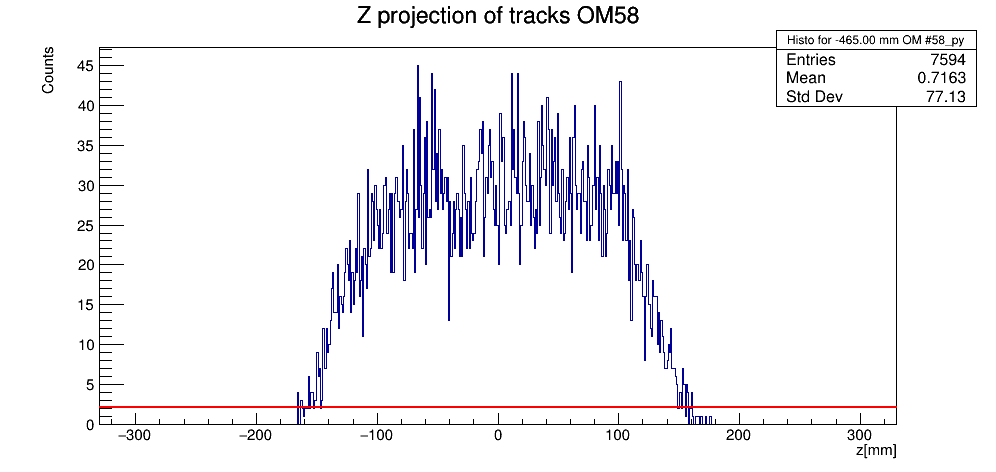 Z projection of tracks OM58
Histo for -465.00 mm OM #58_py
Entries 7594
Mean 0.7163
Std Dev 77.13
Counts
45
40
35
30
25
20
15
10
5
0
−300 −200 −100 0 100 200 300
z[mm]